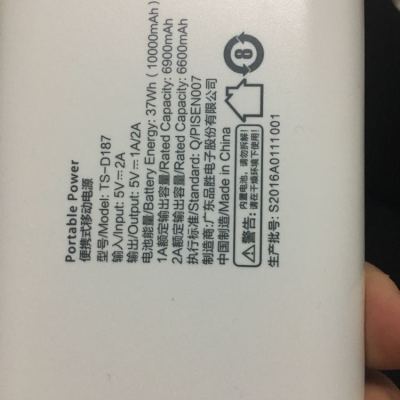 Portable Power
便携式移动电源
型号/Model: TS-D187
输入/Input: 5V⎓2A
输出/Output: 5V⎓1A/2A
电池能量/Battery Energy: 37Wh (10000mAh)
1A额定输出容量/Rated Capacity: 6900mAh
2A额定输出容量/Rated Capacity: 6600mAh
执行标准/Standard: Q/PISEN007
制造商:广东品胜电子股份有限公司
中国制造/Made in China
警告: 内置电池, 请勿撞击!
请在干燥环境下使用!
生产批号: S2016A0111001
8